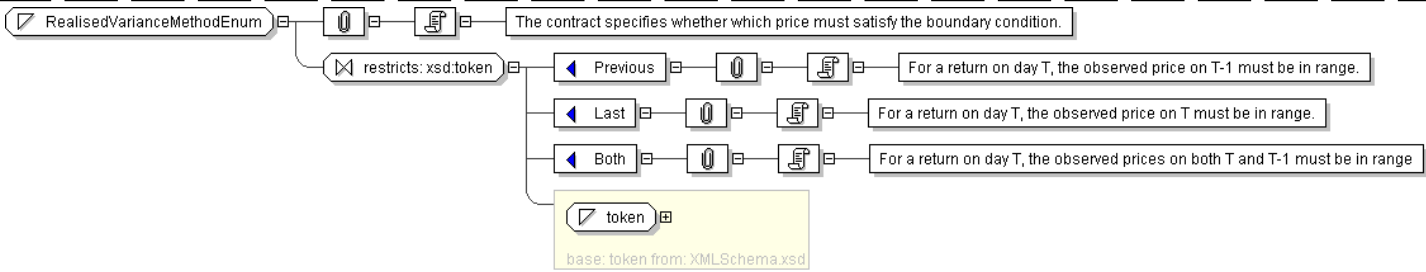 RealisedVarianceMethodEnum
The contract specifies whether which price must satisfy the boundary condition.
restricts: xsd:token
Previous
For a return on day T, the observed price on T-1 must be in range.
Last
For a return on day T, the observed price on T must be in range.
Both
For a return on day T, the observed prices on both T and T-1 must be in range
token
base: token from: XMLSchema.xsd